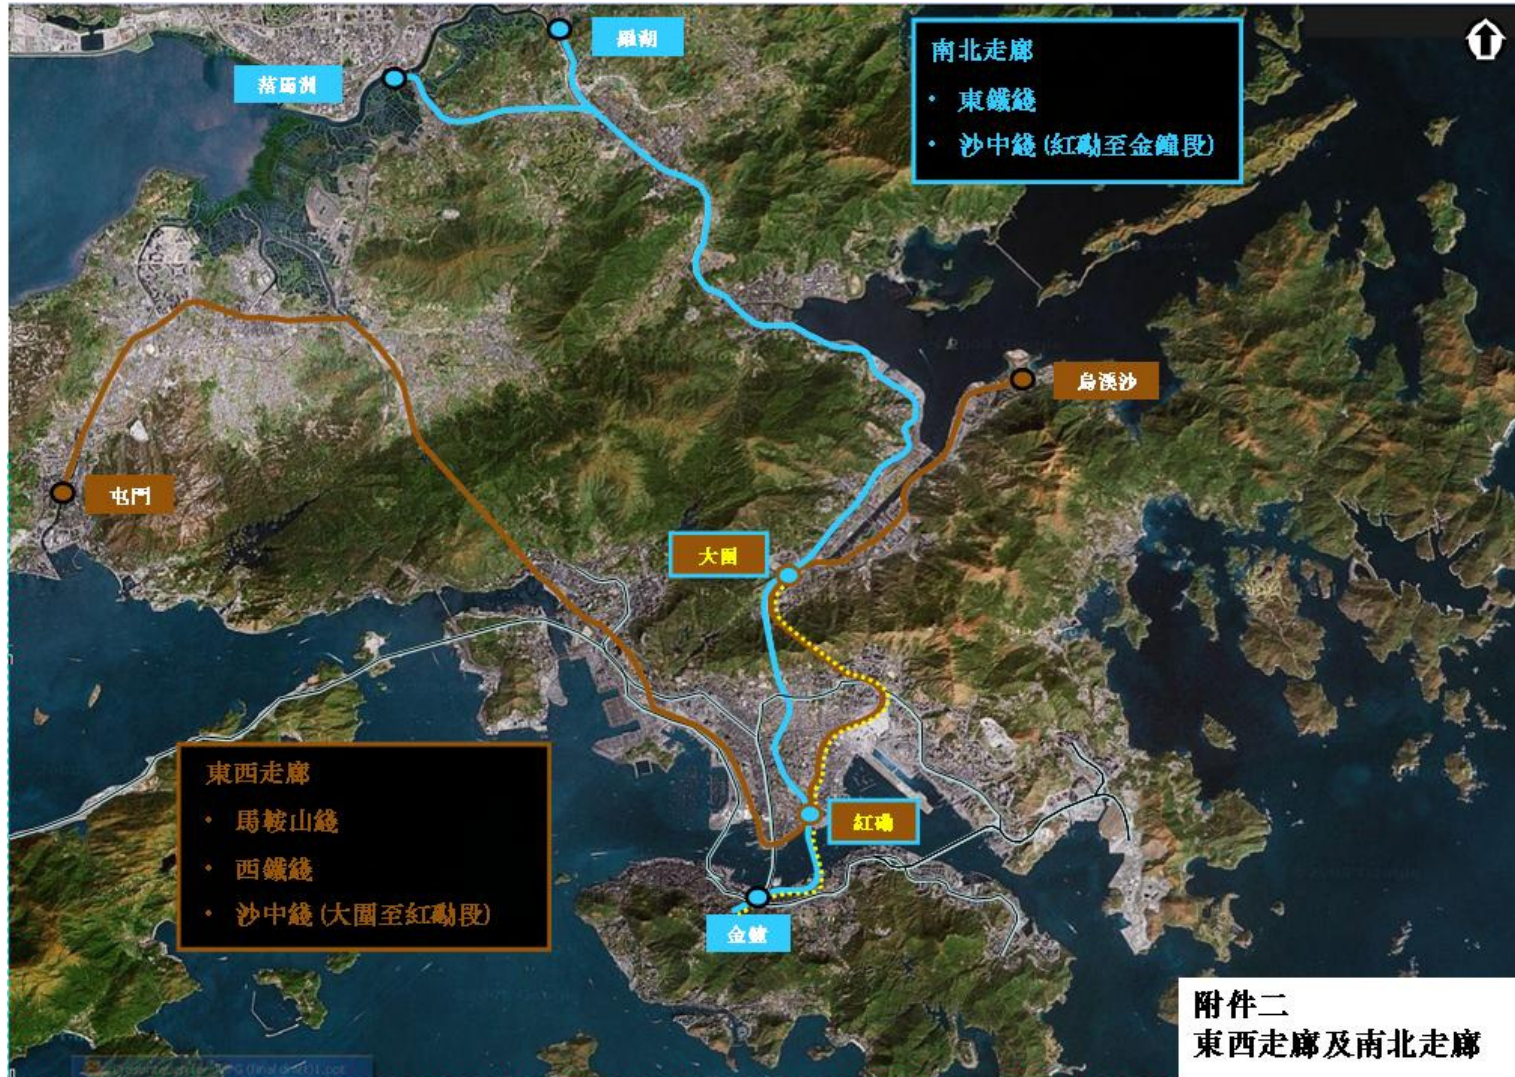 羅湖
落馬洲
南北走廊
• 東鐵綫
• 沙中綫 (紅磡至金鐘段)
烏溪沙
屯門
大圍
東西走廊
• 馬鞍山綫
• 西鐵綫
• 沙中綫 (大圍至紅磡段)
紅磡
金鐘
附件二
東西走廊及南北走廊